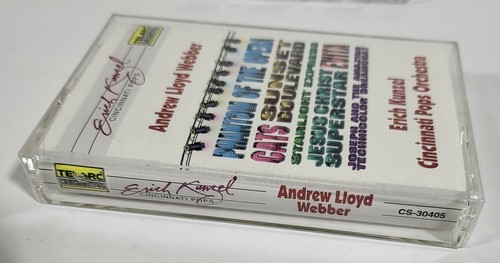 TELARC
Erich Kunzel
CINCINNATI POPS
Andrew Lloyd Webber
PHANTOM OF THE OPERA
CATS SUNSET
BOULEVARD
STARLIGHT EXPRESS
JESUS CHRIST
SUPERSTAR EVITA
JOSEPH AND THE AMAZING
TECHNICOLOR DREAMCOAT
Erich Kunzel
Cincinnati Pops Orchestra
TELARC
Erich Kunzel
CINCINNATI POPS
Andrew Lloyd
Webber
CS-30405